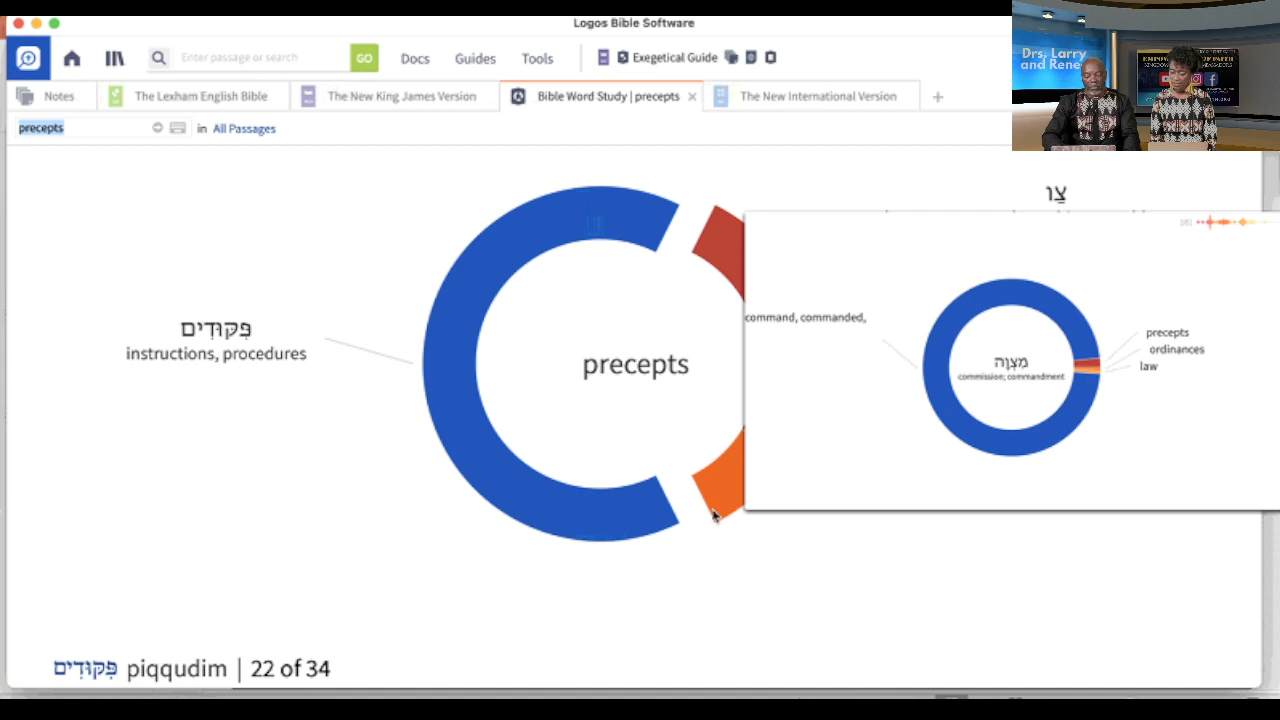 Logos Bible Software
Enter passage or search
GO
Docs
Guides
Tools
Exegetical Guide
Notes
The Lexham English Bible
The New King James Version
Bible Word Study | precepts
The New International Version
precepts
in All Passages
Drs. Larry
and Rene
צַו
פִּקּוּדִים
instructions, procedures
precepts
command, commanded,
מִצְוָה
commission; commandment
precepts
ordinances
law
פִּקּוּדִים piqqudim | 22 of 34